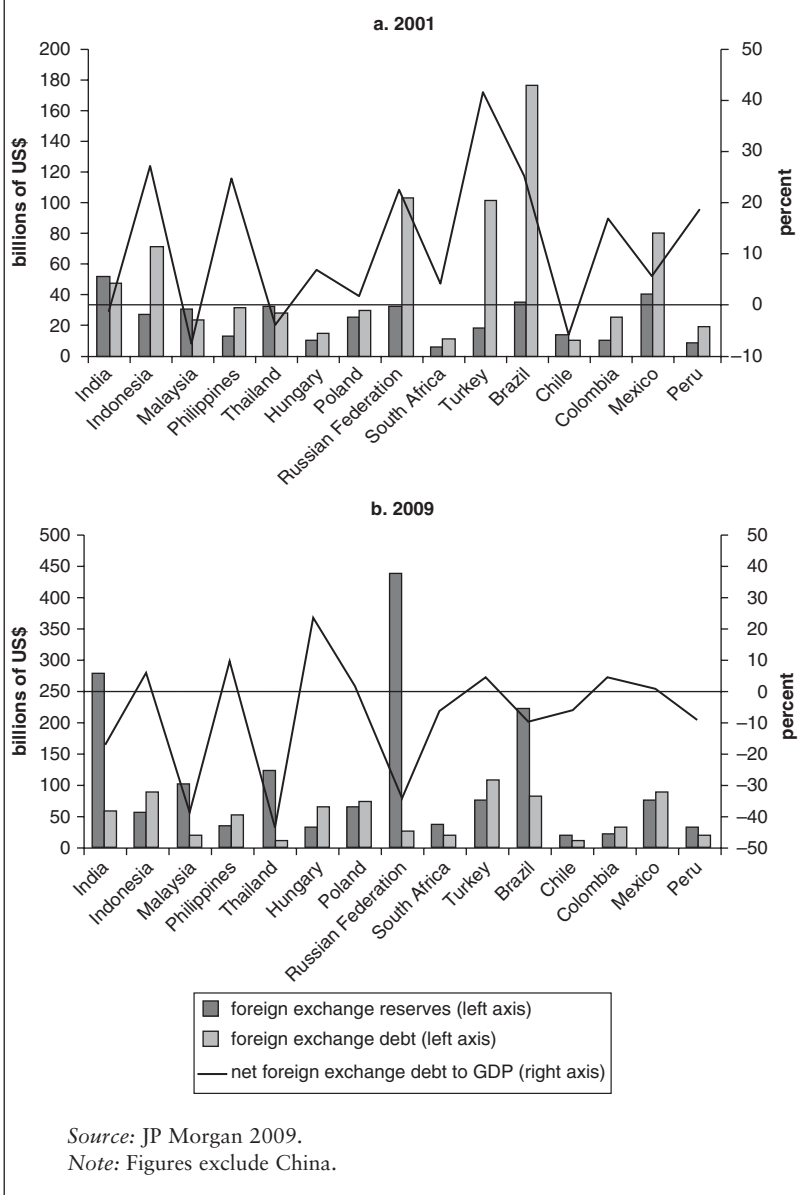 a. 2001
billions of US$
200
180
160
140
120
100
80
60
40
20
0
50
40
30
20
10
0
–10
percent
India
Indonesia
Malaysia
Philippines
Thailand
Hungary
Poland
Russian Federation
South Africa
Turkey
Brazil
Chile
Colombia
Mexico
Peru
b. 2009
billions of US$
500
450
400
350
300
250
200
150
100
50
0
50
40
30
20
10
0
–10
–20
–30
–40
–50
percent
India
Indonesia
Malaysia
Philippines
Thailand
Hungary
Poland
Russian Federation
South Africa
Turkey
Brazil
Chile
Colombia
Mexico
Peru
foreign exchange reserves (left axis)
foreign exchange debt (left axis)
net foreign exchange debt to GDP (right axis)
Source: JP Morgan 2009.
Note: Figures exclude China.